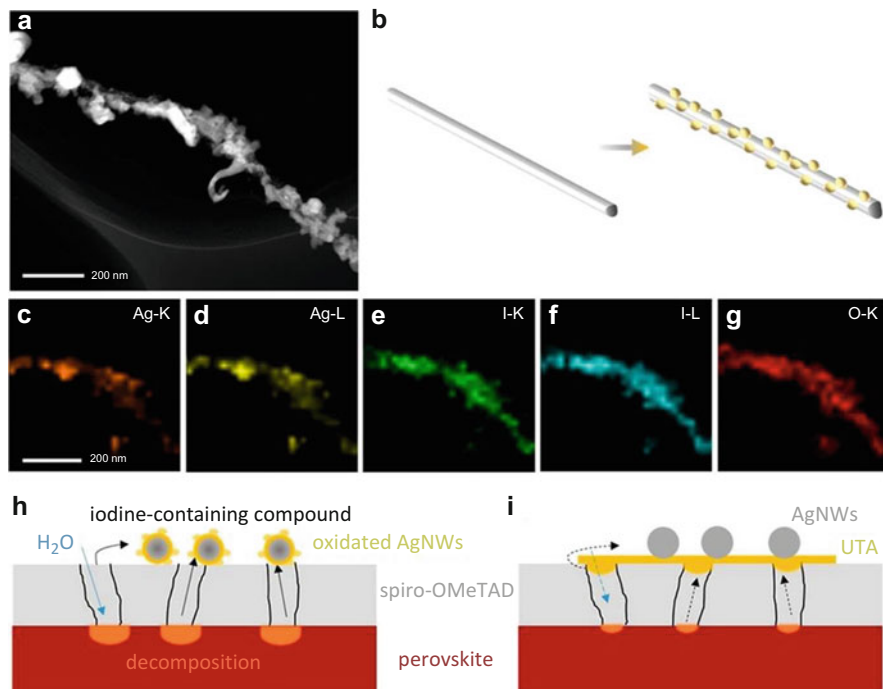 a
b
200 nm
c
Ag-K
d
Ag-L
e
I-K
f
I-L
g
O-K
200 nm
h
iodine-containing compound
H₂O
oxidated AgNWs
spiro-OMeTAD
decomposition
perovskite
i
AgNWs
UTA